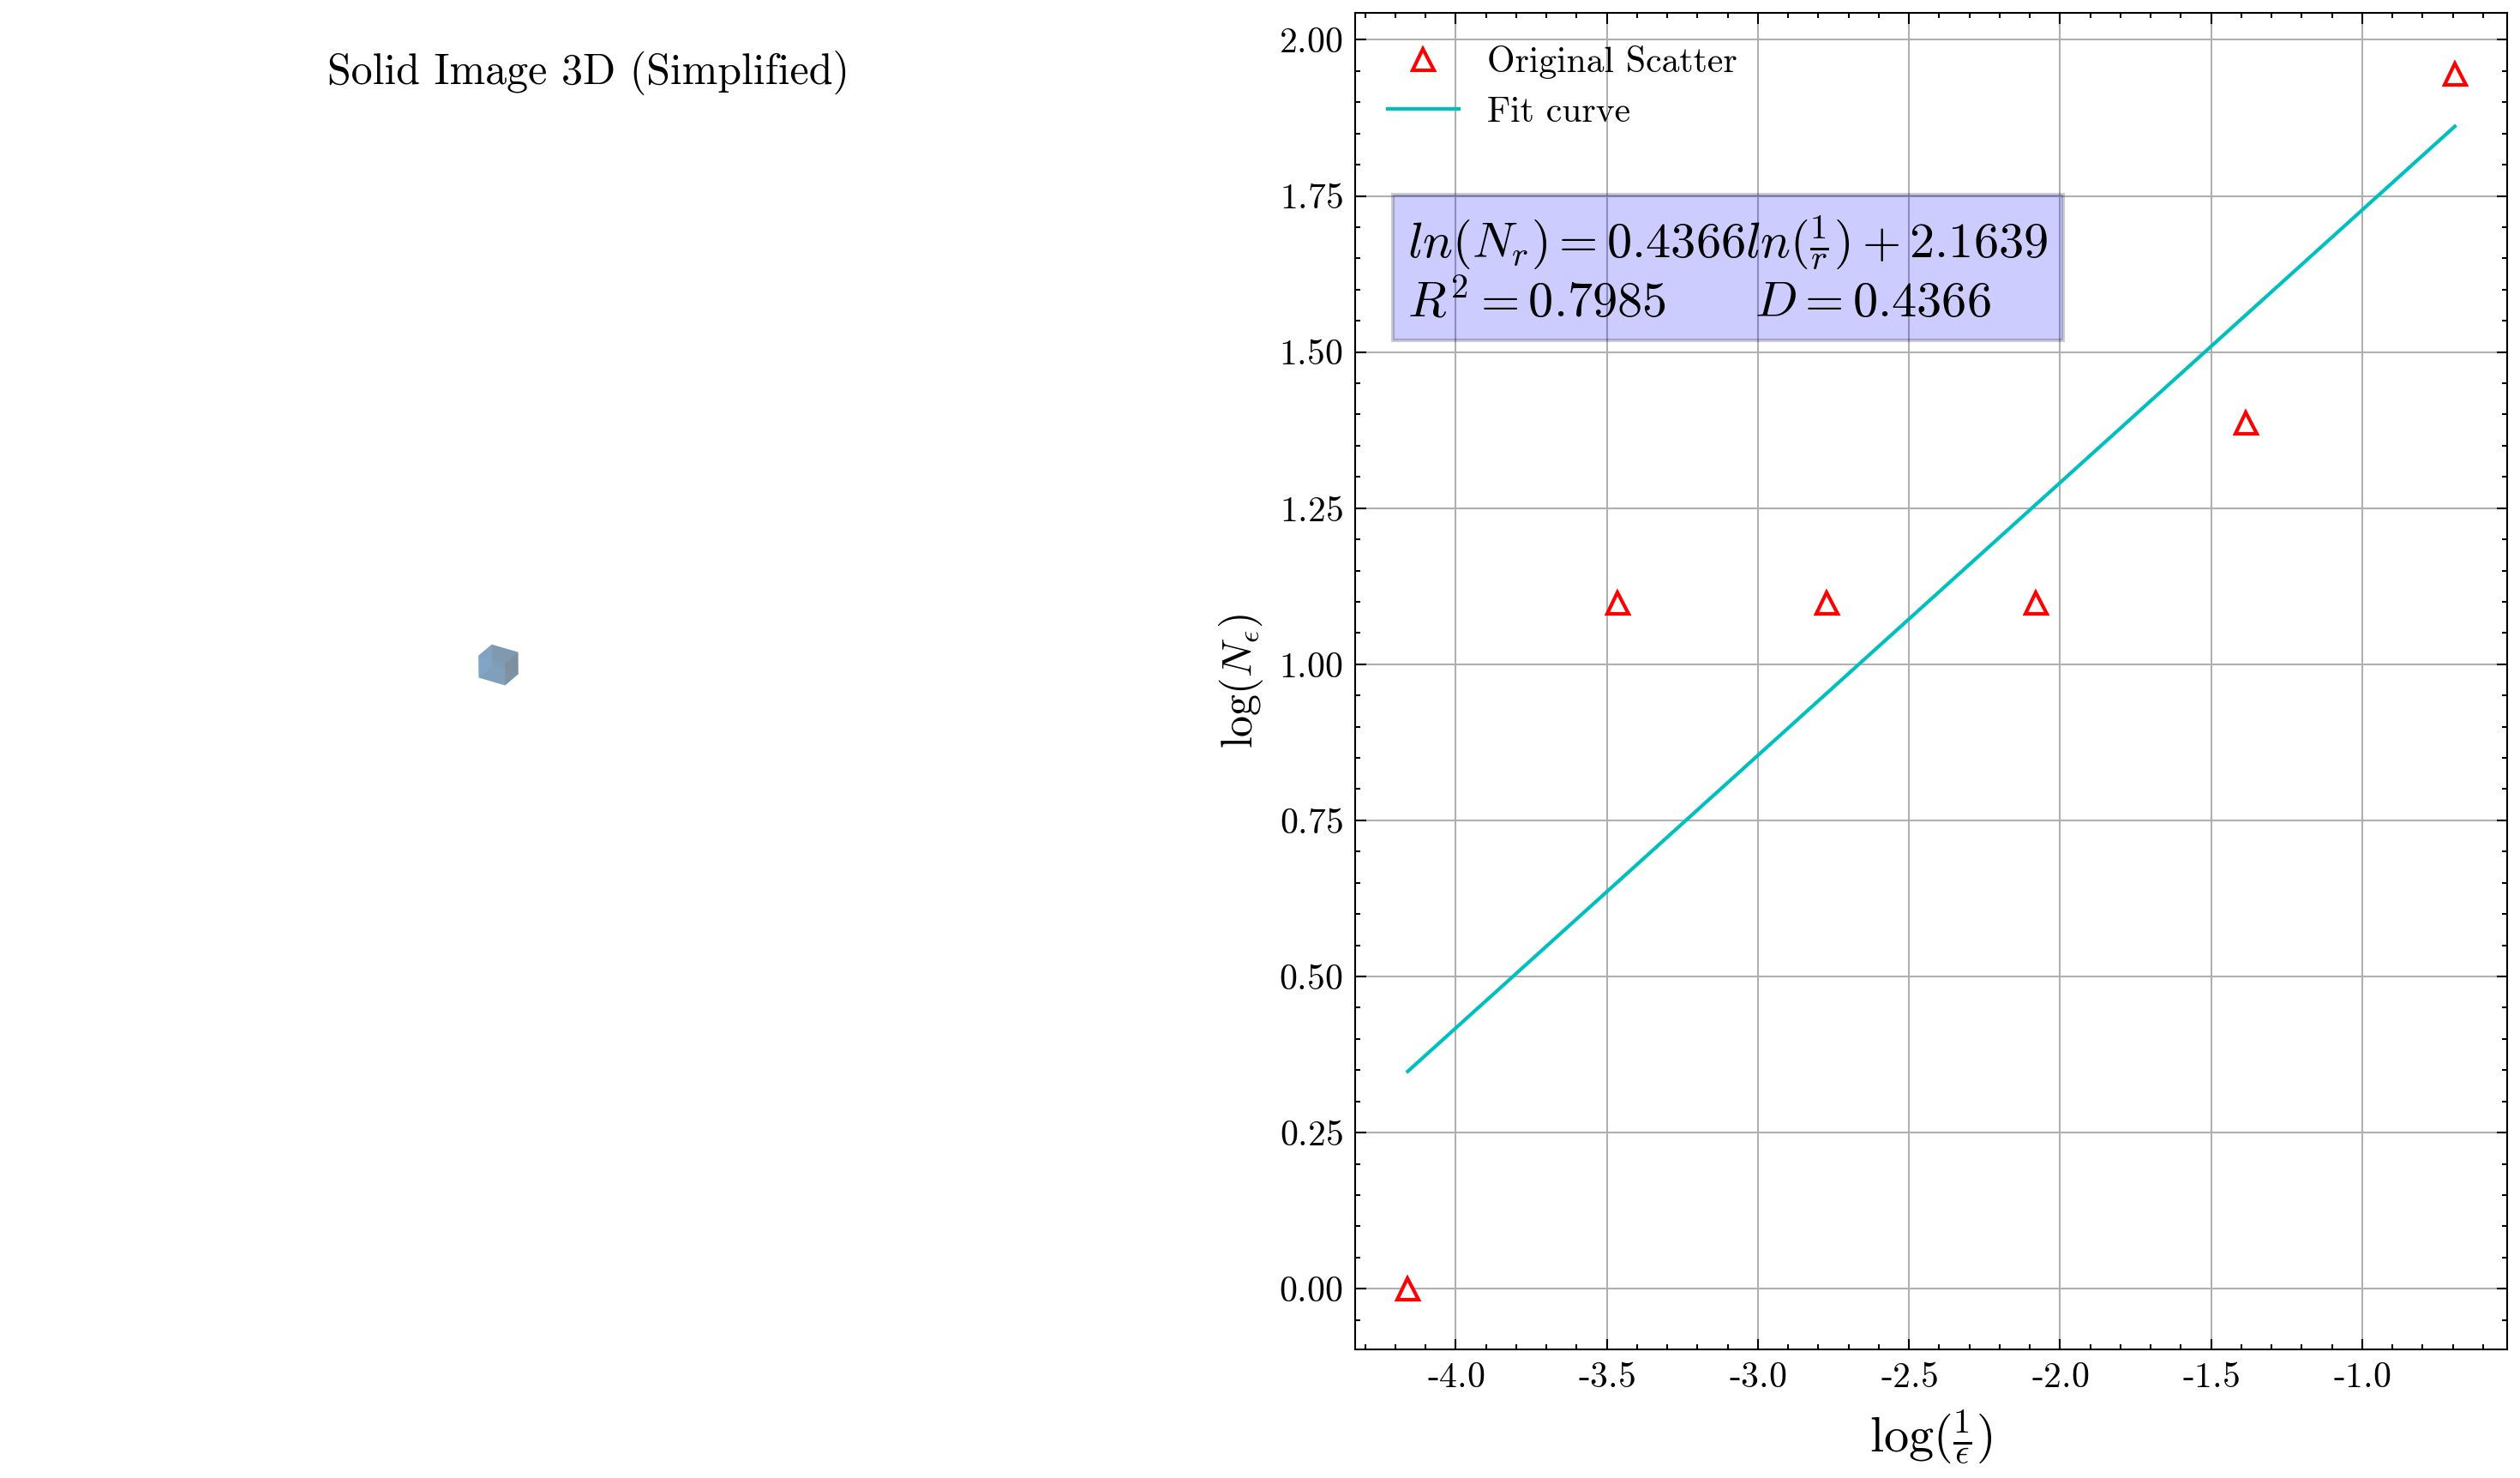 Solid Image 3D (Simplified)
Original Scatter
Fit curve
ln(N_r) = 0.4366ln(\frac{1}{r}) + 2.1639
R^2 = 0.7985 D = 0.4366
2.00
1.75
1.50
1.25
1.00
0.75
0.50
0.25
0.00
log(N_ϵ)
-4.0 -3.5 -3.0 -2.5 -2.0 -1.5 -1.0
log(\frac{1}{ϵ})